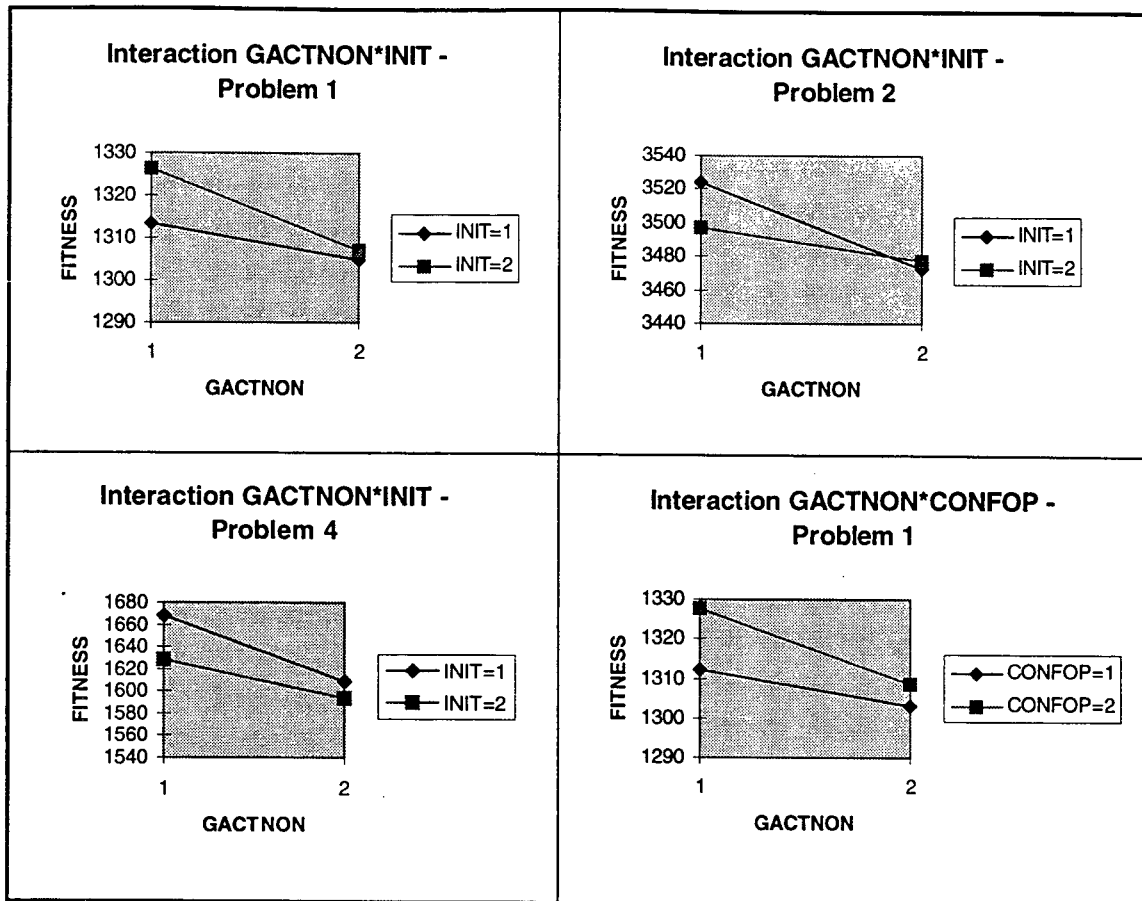 Interaction GACTNON*INIT -
Problem 1
1330
1320
1310
1300
1290
FITNESS
1
2
GACTNON
INIT=1
INIT=2
Interaction GACTNON*INIT -
Problem 2
3540
3520
3500
3480
3460
3440
FITNESS
1
2
GACTNON
INIT=1
INIT=2
Interaction GACTNON*INIT -
Problem 4
1680
1660
1640
1620
1600
1580
1560
1540
FITNESS
1
2
GACTNON
INIT=1
INIT=2
Interaction GACTNON*CONFOP -
Problem 1
1330
1320
1310
1300
1290
FITNESS
1
2
GACTNON
CONFOP=1
CONFOP=2